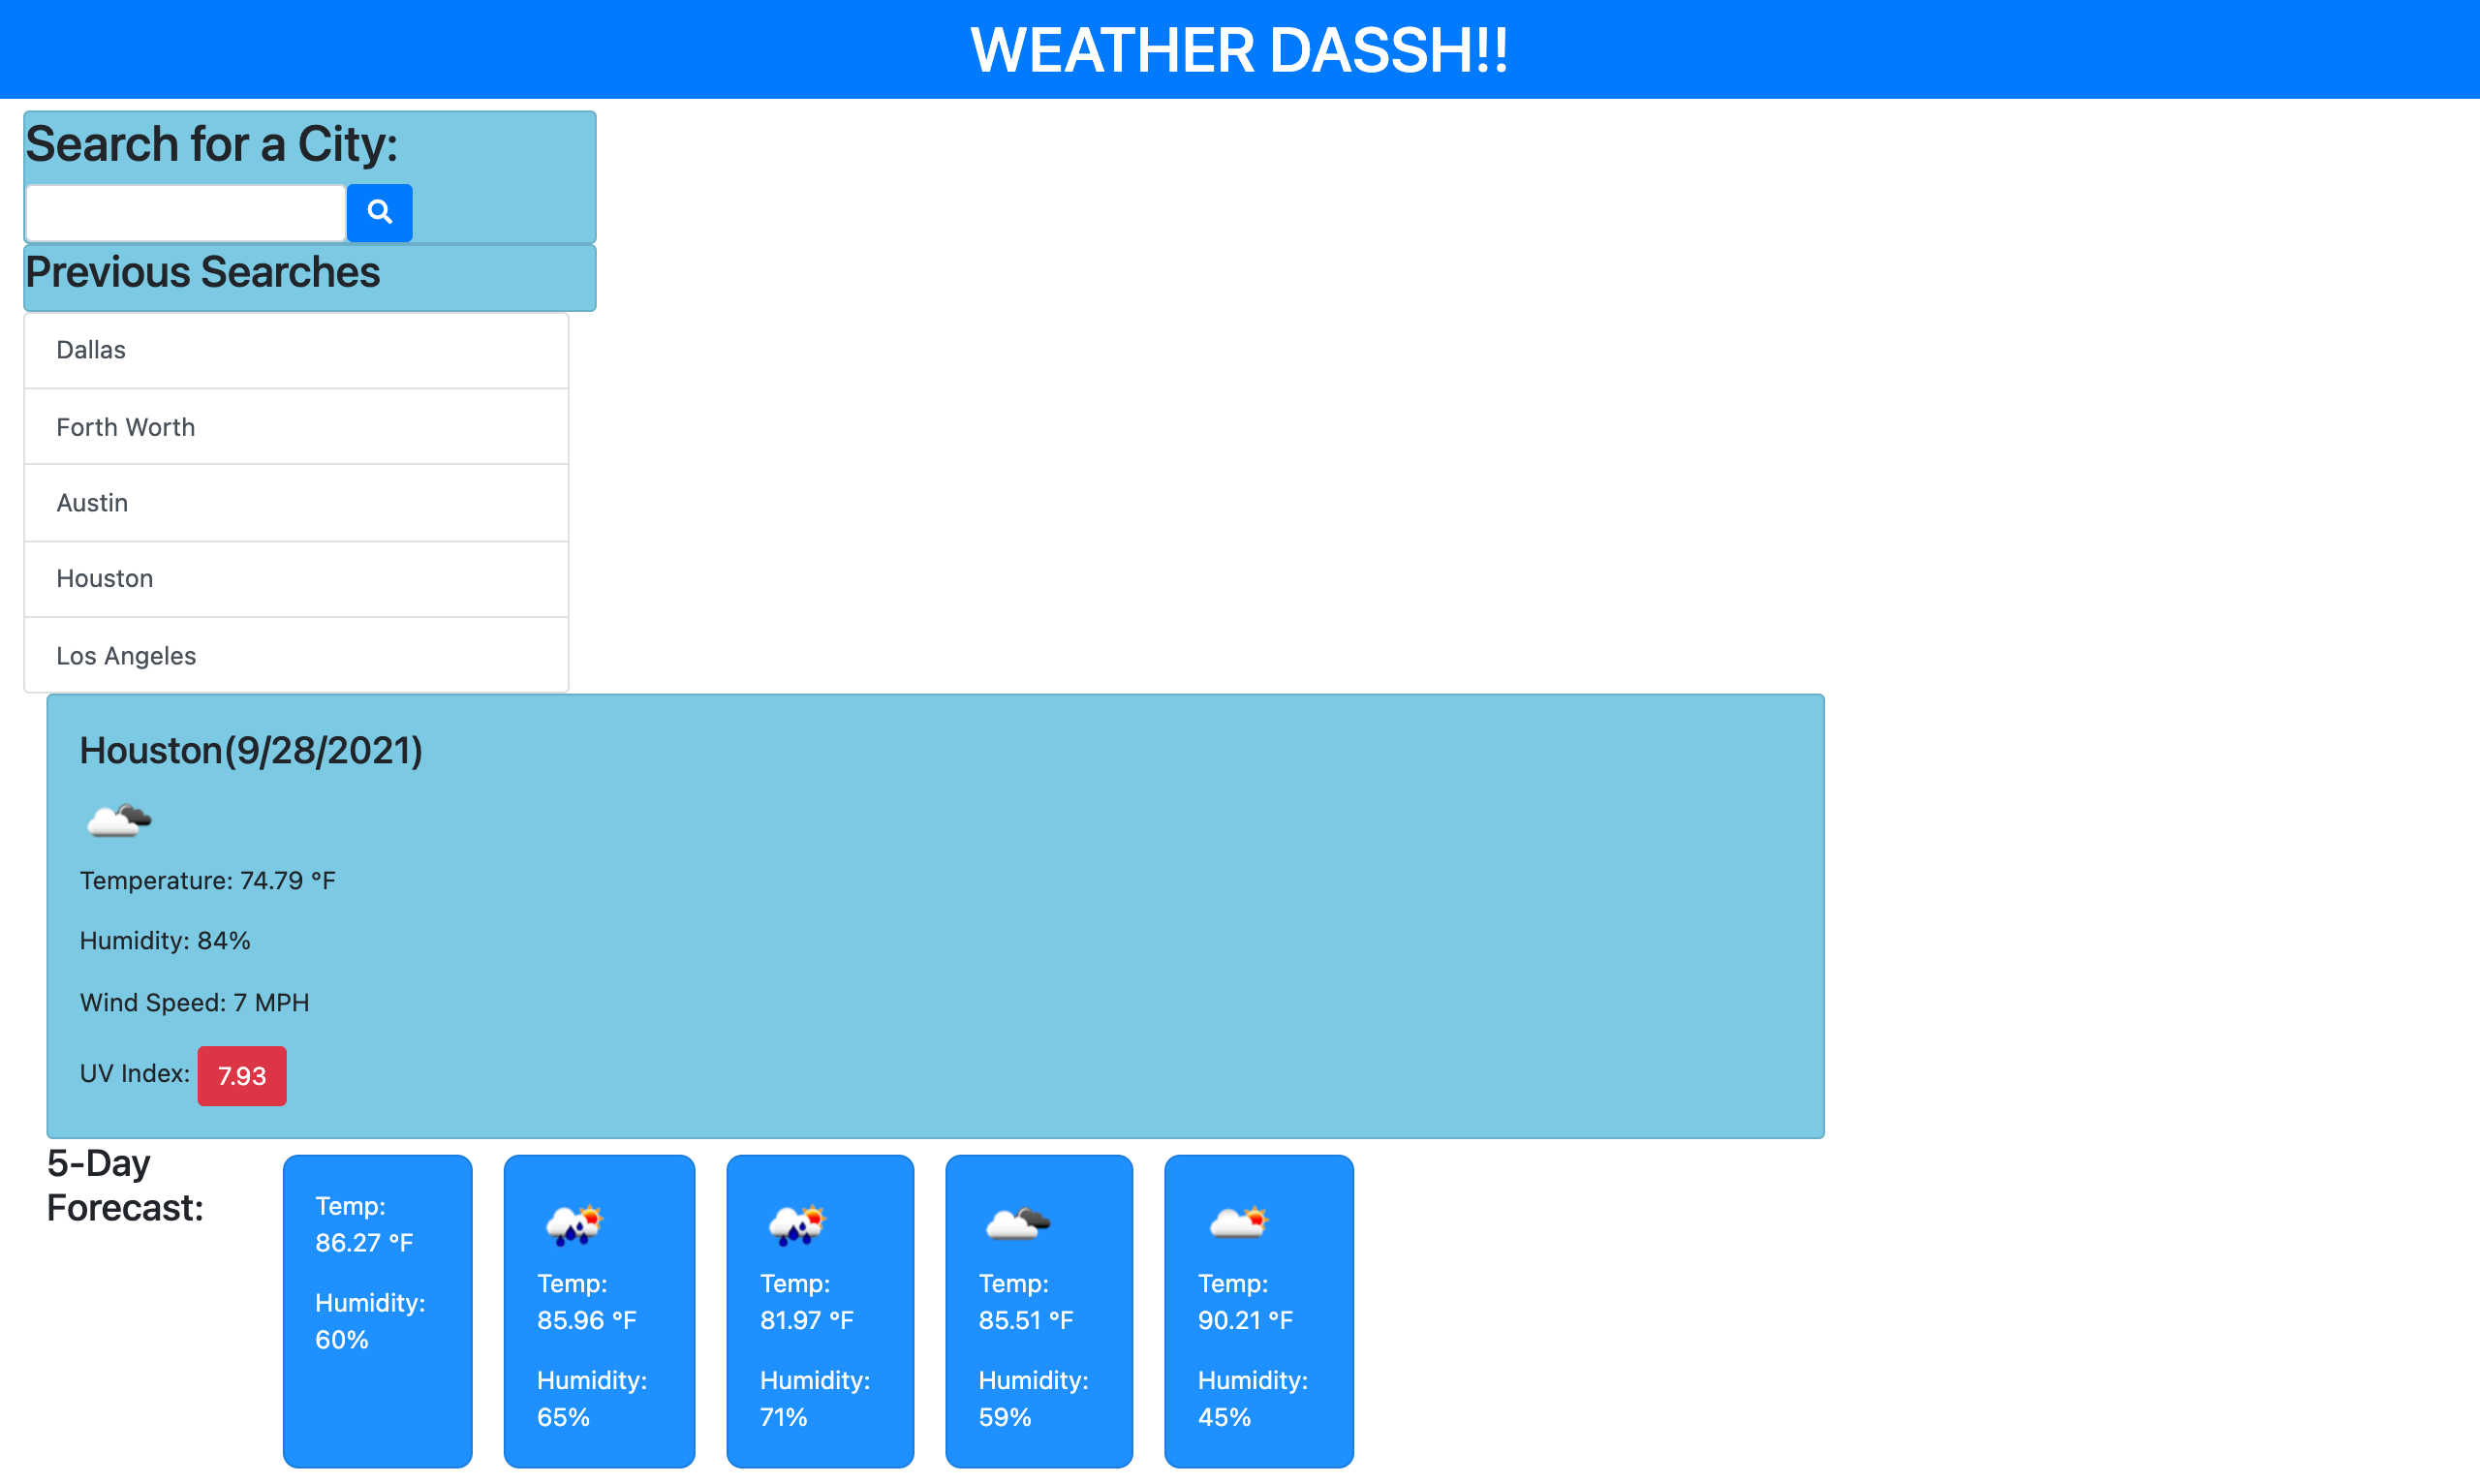 WEATHER DASSH!!
Search for a City:
Previous Searches
Dallas
Forth Worth
Austin
Houston
Los Angeles
Houston(9/28/2021)
Temperature: 74.79 °F
Humidity: 84%
Wind Speed: 7 MPH
UV Index: 7.93
5-Day
Forecast:
Temp:
86.27 °F
Humidity:
60%
Temp:
85.96 °F
Humidity:
65%
Temp:
81.97 °F
Humidity:
71%
Temp:
85.51 °F
Humidity:
59%
Temp:
90.21 °F
Humidity:
45%